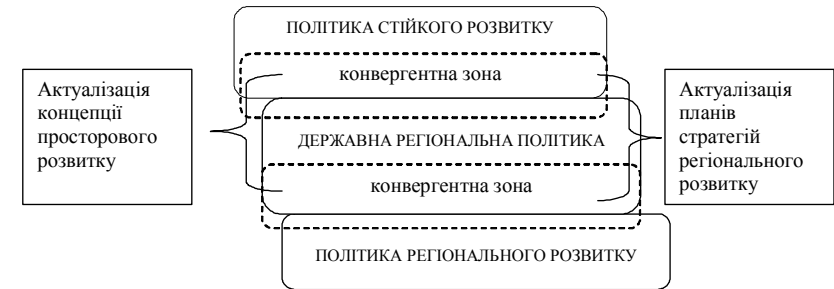 ПОЛІТИКА СТІЙКОГО РОЗВИТКУ
конвергентна зона
Актуалізація
концепції
просторового
розвитку
ДЕРЖАВНА РЕГІОНАЛЬНА ПОЛІТИКА
конвергентна зона
Актуалізація
планів
стратегій
регіонального
розвитку
ПОЛІТИКА РЕГІОНАЛЬНОГО РОЗВИТКУ